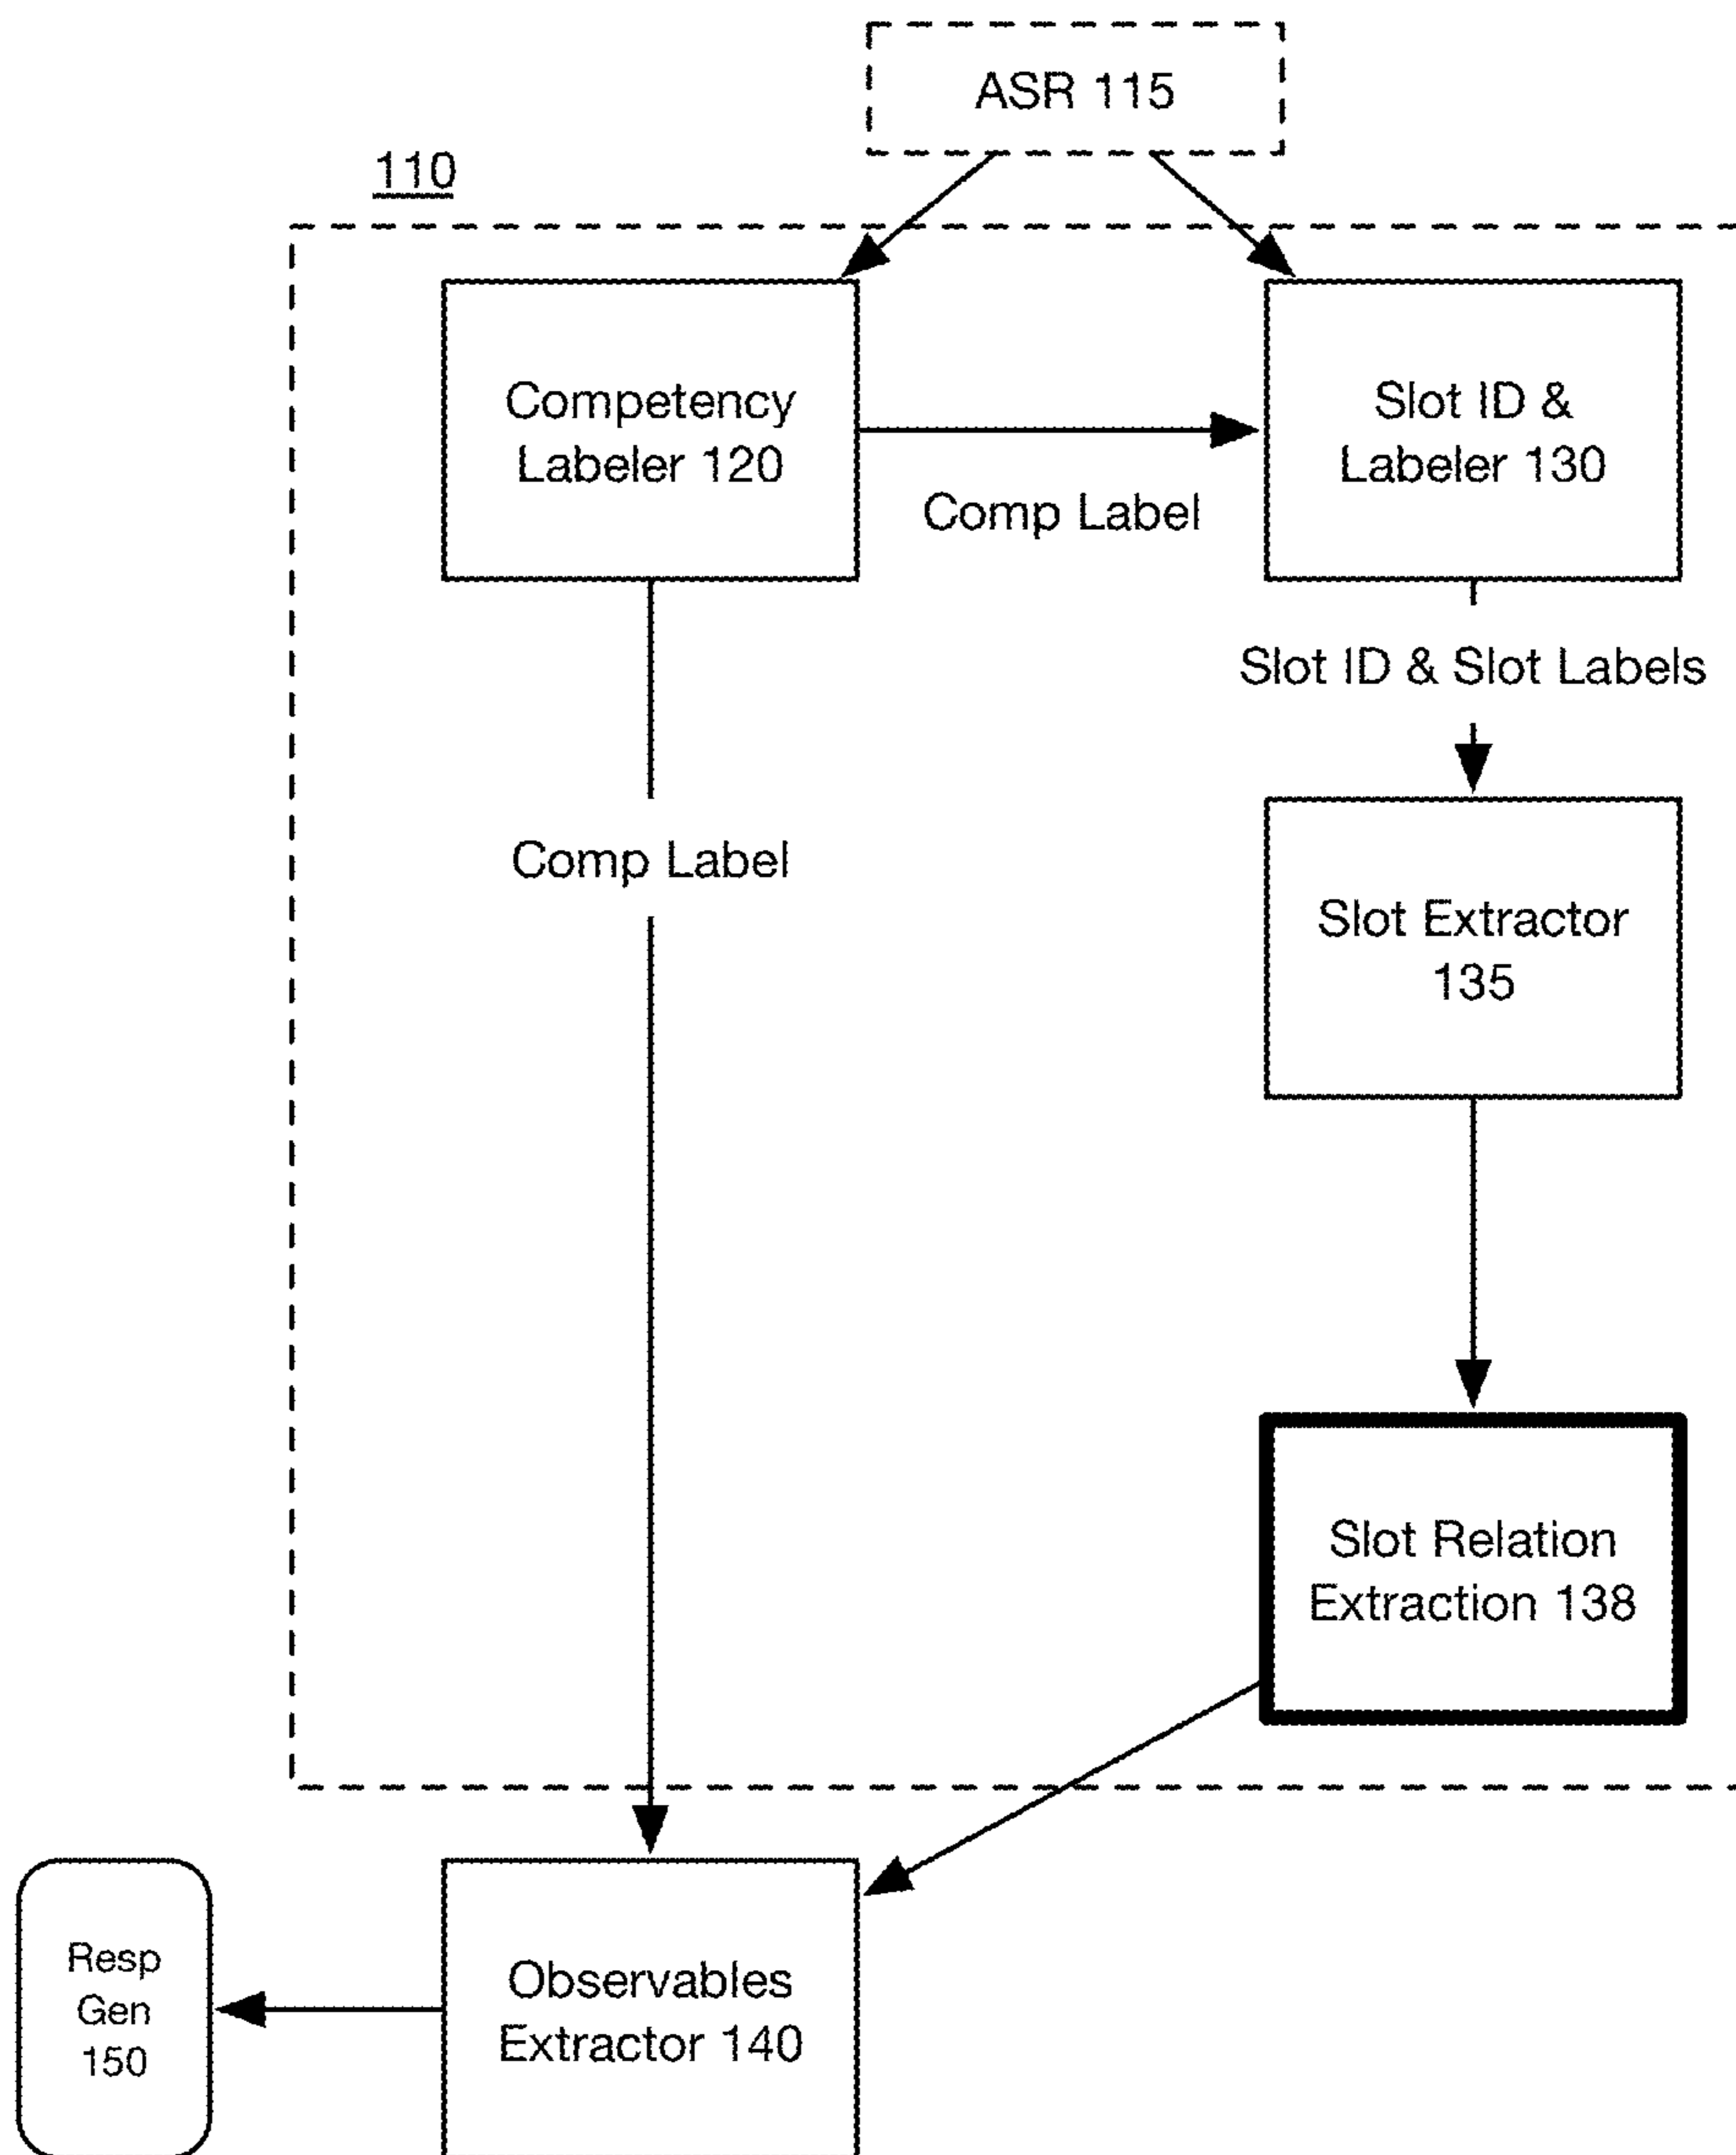 ASR 115
110
Competency
Labeler 120
Comp Label
Slot ID &
Labeler 130
Slot ID & Slot Labels
Comp Label
Slot Extractor
135
Slot Relation
Extraction 138
Resp
Gen
150
Observables
Extractor 140